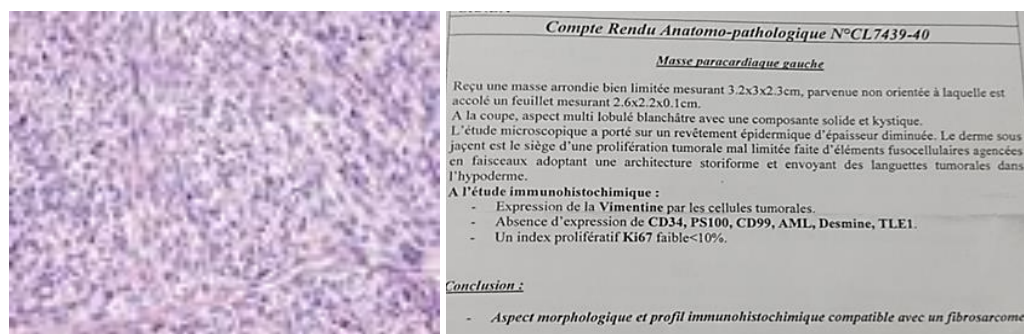 Compte Rendu Anatomo-pathologique N°CL7439-40
Masse paracardiaque gauche
Reçu une masse arrondie bien limitée mesurant 3.2x3x2.3cm, parvenue non orientée à laquelle est
accolé un feuillet mesurant 2.6x2.2x0.1cm.
A la coupe, aspect multi lobulé blanchâtre avec une composante solide et kystique.
L'étude microscopique a porté sur un revêtement épidermique d'épaisseur diminuée. Le derme sous
jaçent est le siège d'une prolifération tumorale mal limitée faite d'éléments fusocellulaires agencées
en faisceaux adoptant une architecture storiforme et envoyant des languettes tumorales dans
l'hypoderme.
A l'étude immunohistochimique :
- Expression de la Vimentine par les cellules tumorales.
- Absence d'expression de CD34, PS100, CD99, AML, Desmine, TLE1.
- Un index prolifératif Ki67 faible<10%.
Conclusion :
- Aspect morphologique et profil immunohistochimique compatible avec un fibrosarcome